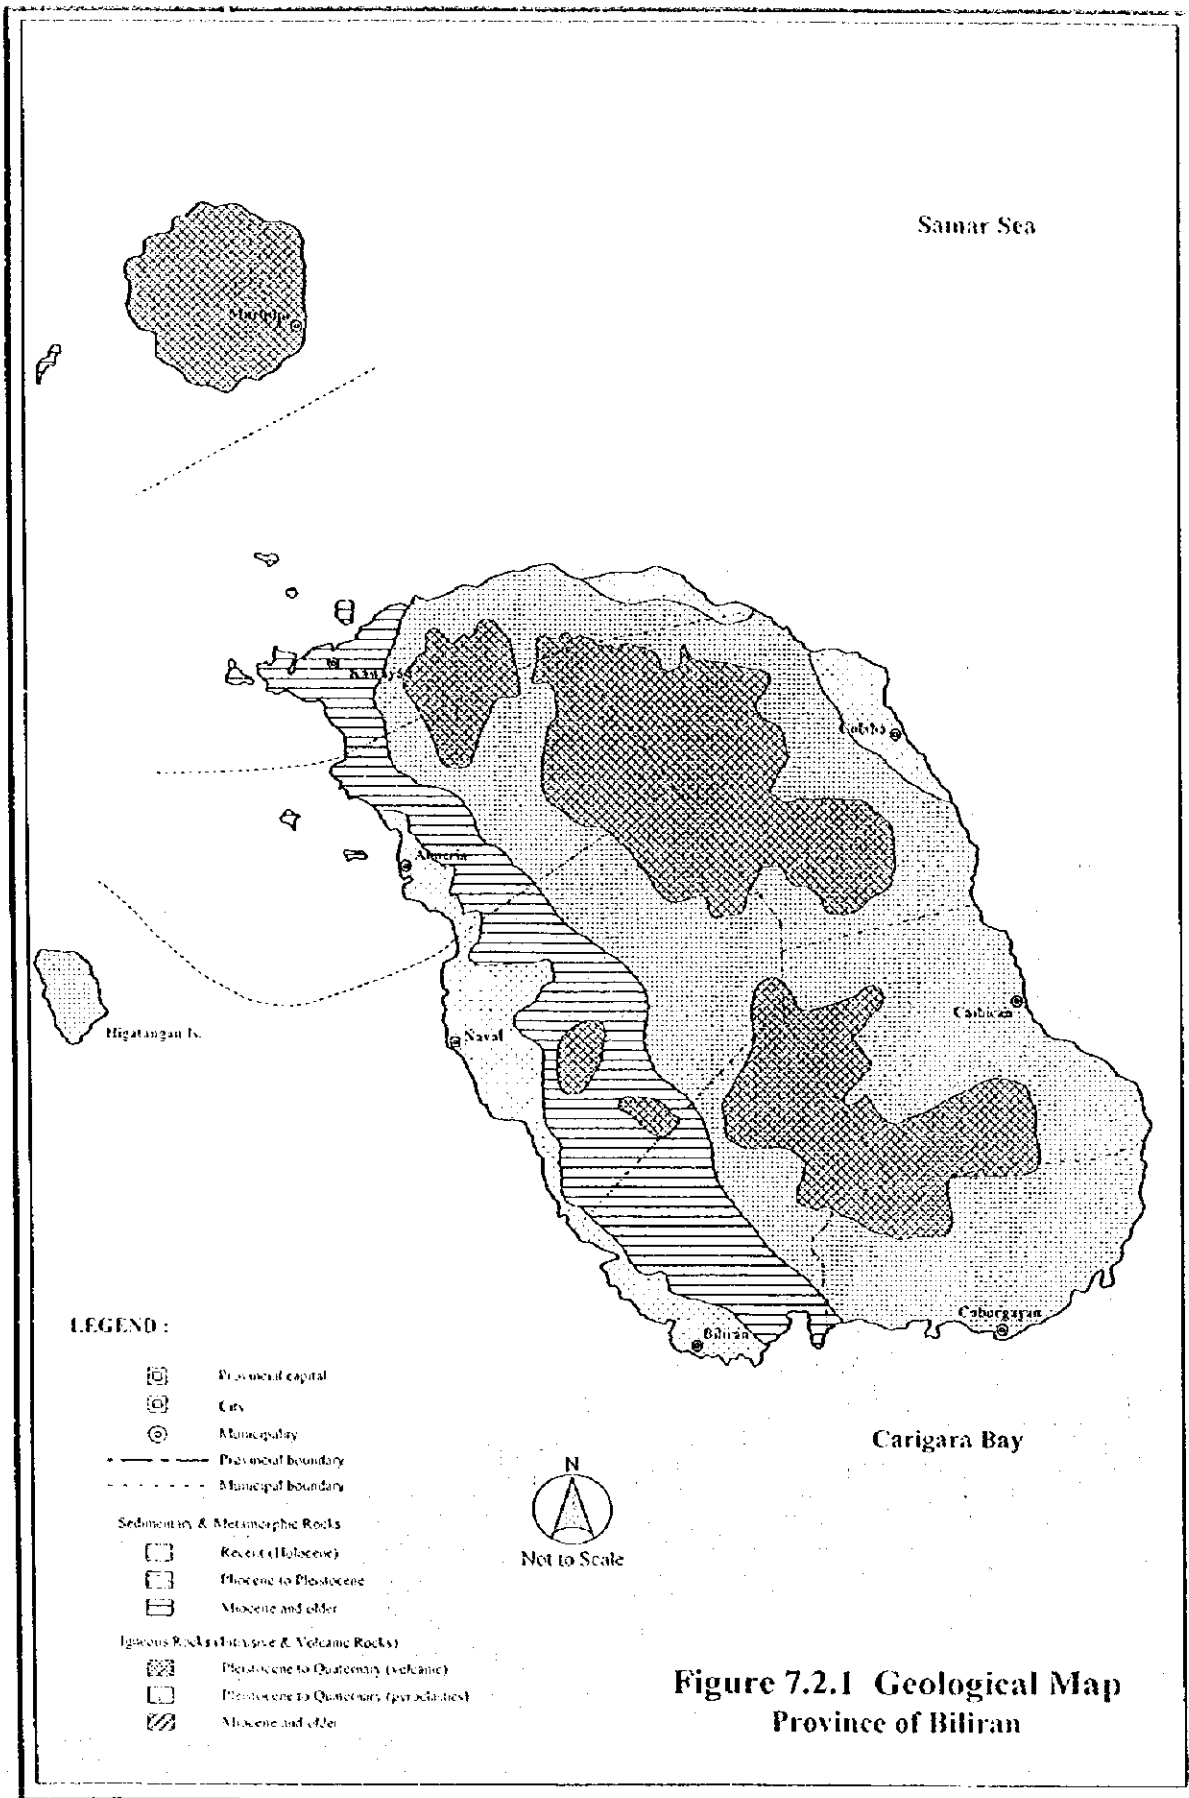 Samar Sea
Maripipi
Kawayan
Culaba
Almeria
Caibiran
Higatangan Is.
Naval
Cabucgayan
Biliran
LEGEND :
Provincial capital
City
Municipality
Provincial boundary
Municipal boundary
Sedimentary & Metamorphic Rocks
Recent (Holocene)
Pliocene to Pleistocene
Miocene and older
Igneous Rocks (Intrusive & Volcanic Rocks)
Pleistocene to Quaternary (volcanic)
Pleistocene to Quaternary (pyroclastics)
Miocene and older
Carigara Bay
N
Not to Scale
Figure 7.2.1 Geological Map
Province of Biliran